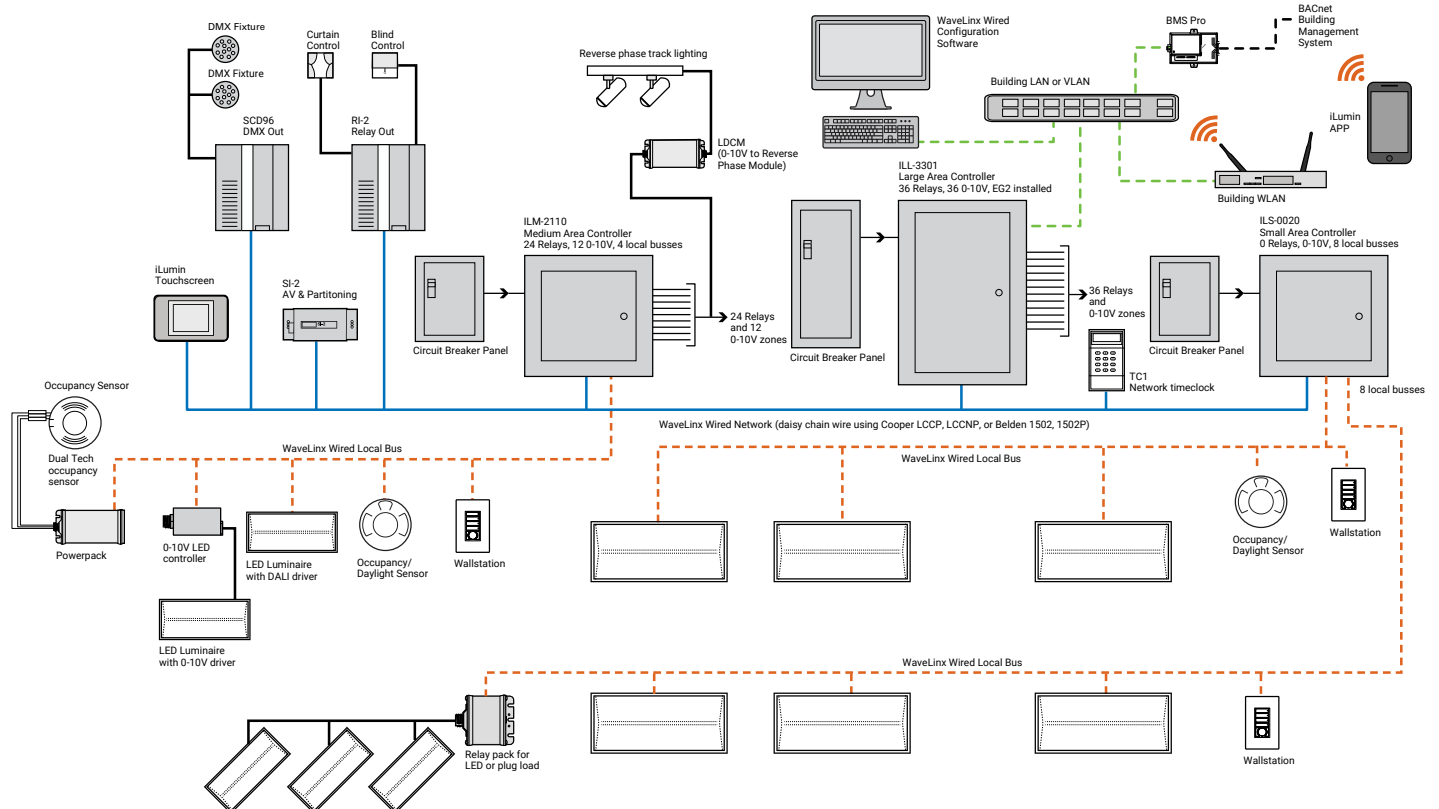 DMX Fixture
DMX Fixture
Curtain
Control
Blind
Control
SCD96
DMX Out
RI-2
Relay Out
Reverse phase track lighting
LDCM
(0-10V to Reverse
Phase Module)
WaveLinx Wired
Configuration
Software
Building LAN or VLAN
BMS Pro
BACnet
Building
Management
System
iLumin
APP
Building WLAN
ILM-2110
Medium Area Controller
24 Relays, 12 0-10V, 4 local busses
ILL-3301
Large Area Controller
36 Relays, 36 0-10V, EG2 installed
ILS-0020
Small Area Controller
0 Relays, 0-10V, 8 local busses
iLumin
Touchscreen
SI-2
AV & Partitoning
SI-2
Circuit Breaker Panel
24 Relays
and 12
0-10V zones
Circuit Breaker Panel
36 Relays
and
0-10V zones
TC1
Network timeclock
Circuit Breaker Panel
8 local busses
WaveLinx Wired Network (daisy chain wire using Cooper LCCP, LCCNP, or Belden 1502, 1502P)
Occupancy Sensor
Dual Tech
occupancy
sensor
Powerpack
WaveLinx Wired Local Bus
0-10V LED
controller
LED Luminaire
with DALI driver
Occupancy/
Daylight Sensor
Wallstation
LED Luminaire
with 0-10V driver
WaveLinx Wired Local Bus
Occupancy/
Daylight Sensor
Wallstation
WaveLinx Wired Local Bus
Relay pack for
LED or plug load
Wallstation